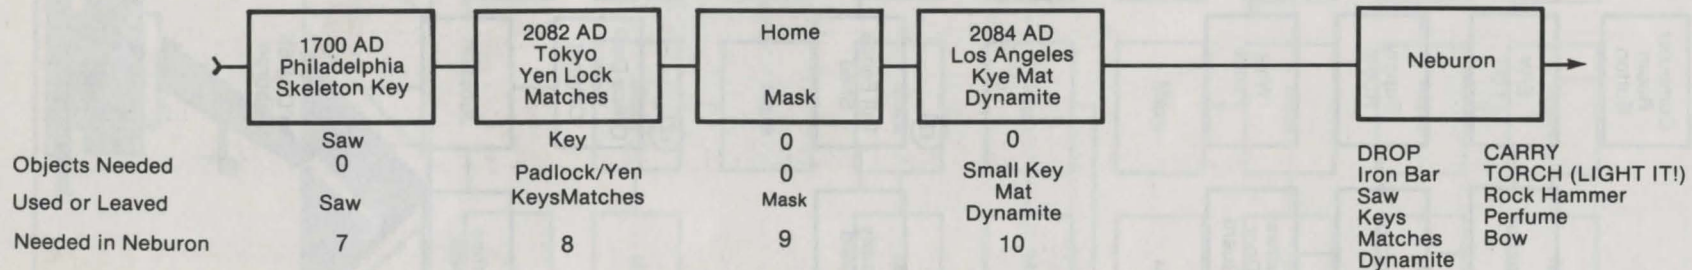 1700 AD
Philadelphia
Skeleton Key
2082 AD
Tokyo
Yen Lock
Matches
Home
Mask
2084 AD
Los Angeles
Kye Mat
Dynamite
Neburon
Saw
Key
0
0
Objects Needed
0
Padlock/Yen
0
Small Key
KeysMatches
Mat
Used or Leaved
Saw
Mask
Dynamite
Needed in Neburon
7
8
9
10
DROP
Iron Bar
Saw
Keys
Matches
Dynamite
CARRY
TORCH (LIGHT IT!)
Rock Hammer
Perfume
Bow